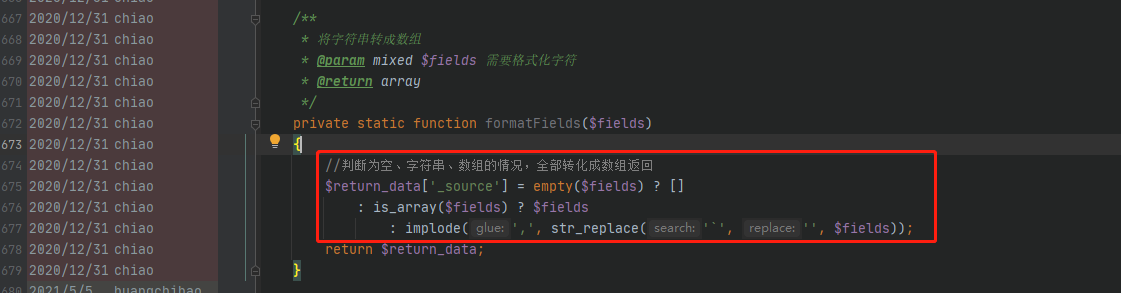 667 2020/12/31 chiao /**
668 2020/12/31 chiao * 将字符串转成数组
669 2020/12/31 chiao * @param mixed $fields 需要格式化字符
670 2020/12/31 chiao * @return array
671 2020/12/31 chiao */
672 2020/12/31 chiao private static function formatFields($fields)
673 2020/12/31 chiao {
674 2020/12/31 chiao //判断为空、字符串、数组的情况，全部转化成数组返回
675 2020/12/31 chiao $return_data['_source'] = empty($fields) ? []
676 2020/12/31 chiao : is_array($fields) ? $fields
677 2020/12/31 chiao : implode( glue: ',', str_replace( search: '`', replace: '', $fields));
678 2020/12/31 chiao return $return_data;
679 2020/12/31 chiao }
680 2021/5/5